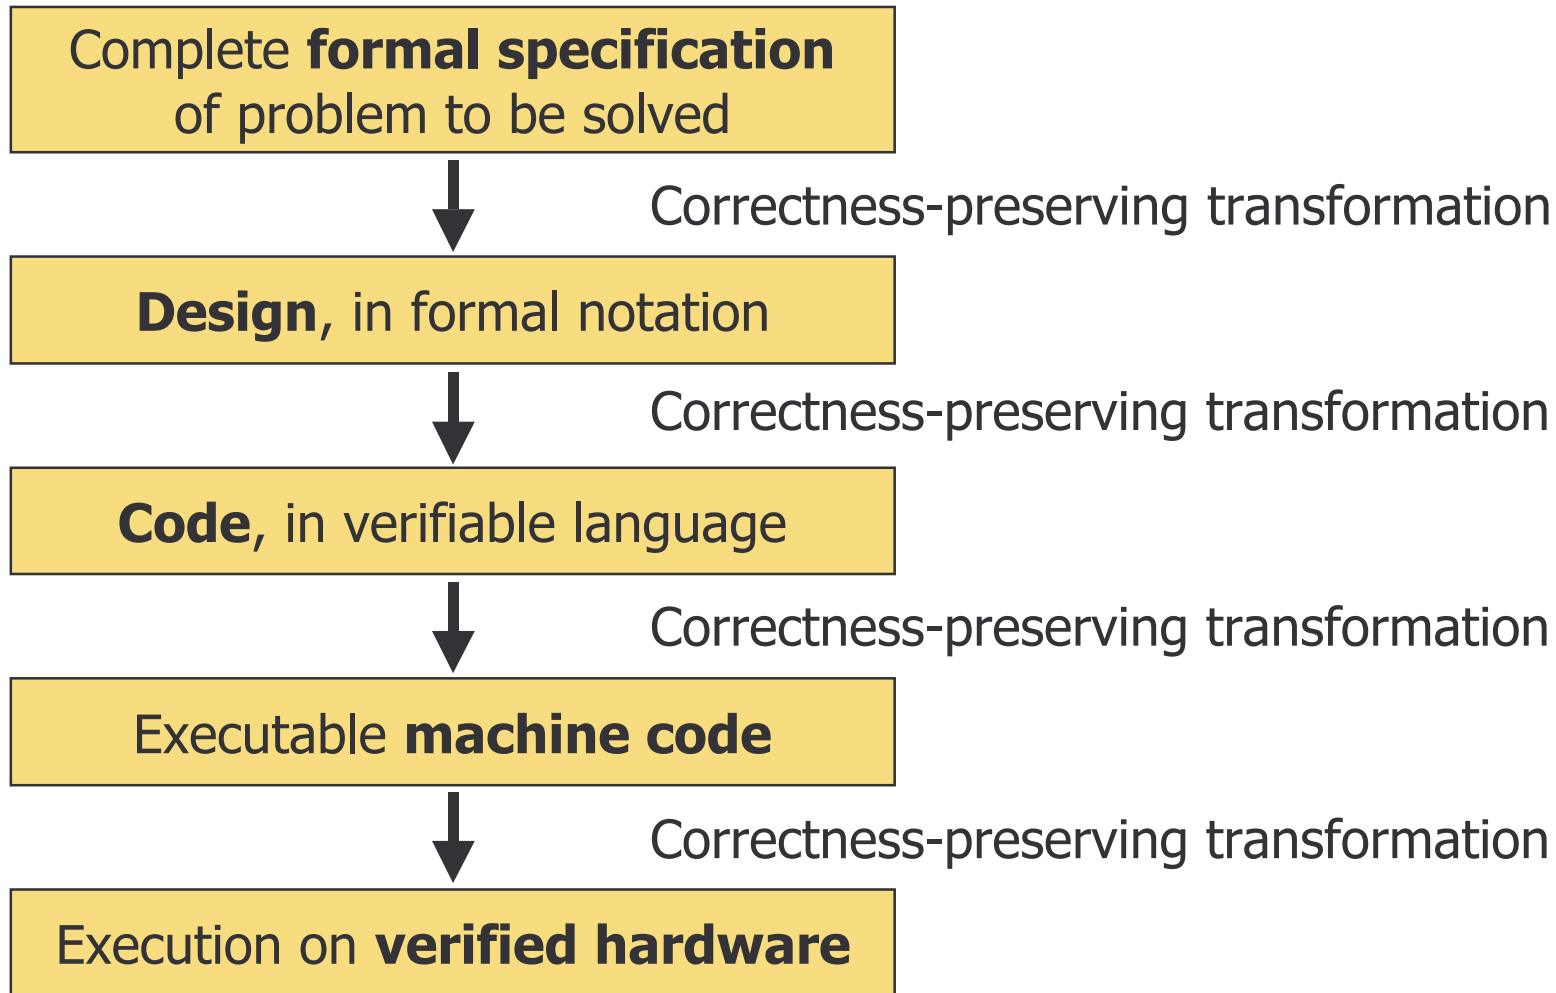 Complete formal specification
of problem to be solved
Correctness-preserving transformation
Design, in formal notation
Correctness-preserving transformation
Code, in verifiable language
Correctness-preserving transformation
Executable machine code
Correctness-preserving transformation
Execution on verified hardware